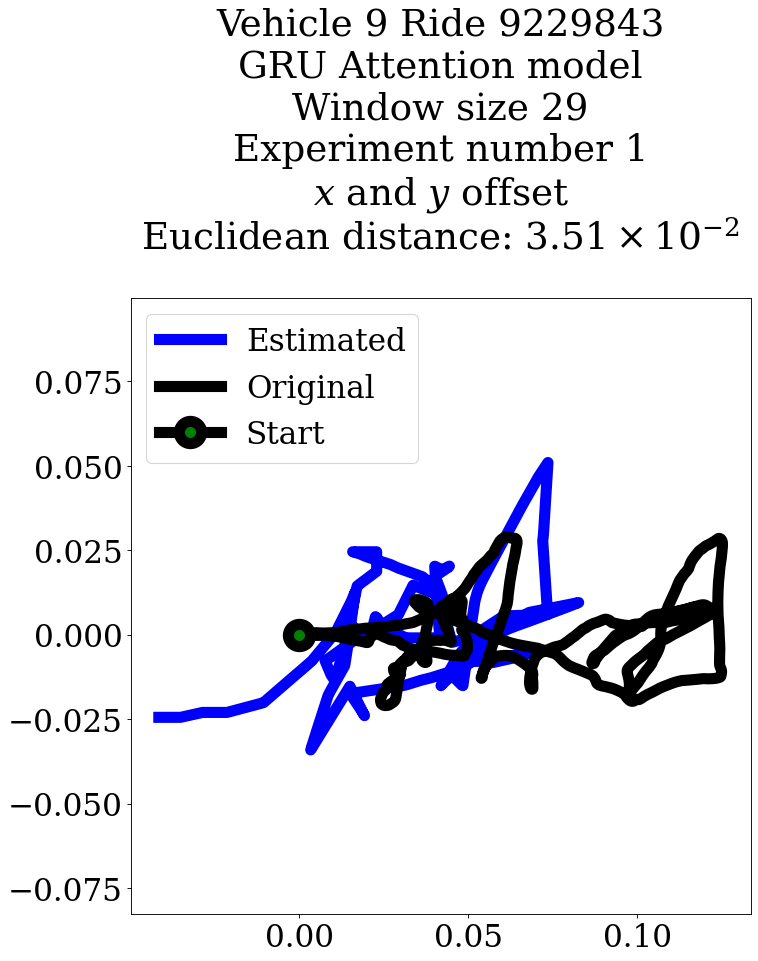 Vehicle 9 Ride 9229843
GRU Attention model
Window size 29
Experiment number 1
x and y offset
Euclidean distance: 3.51 × 10⁻²
Estimated
Original
Start
0.075
0.050
0.025
0.000
−0.025
−0.050
−0.075
0.00 0.05 0.10